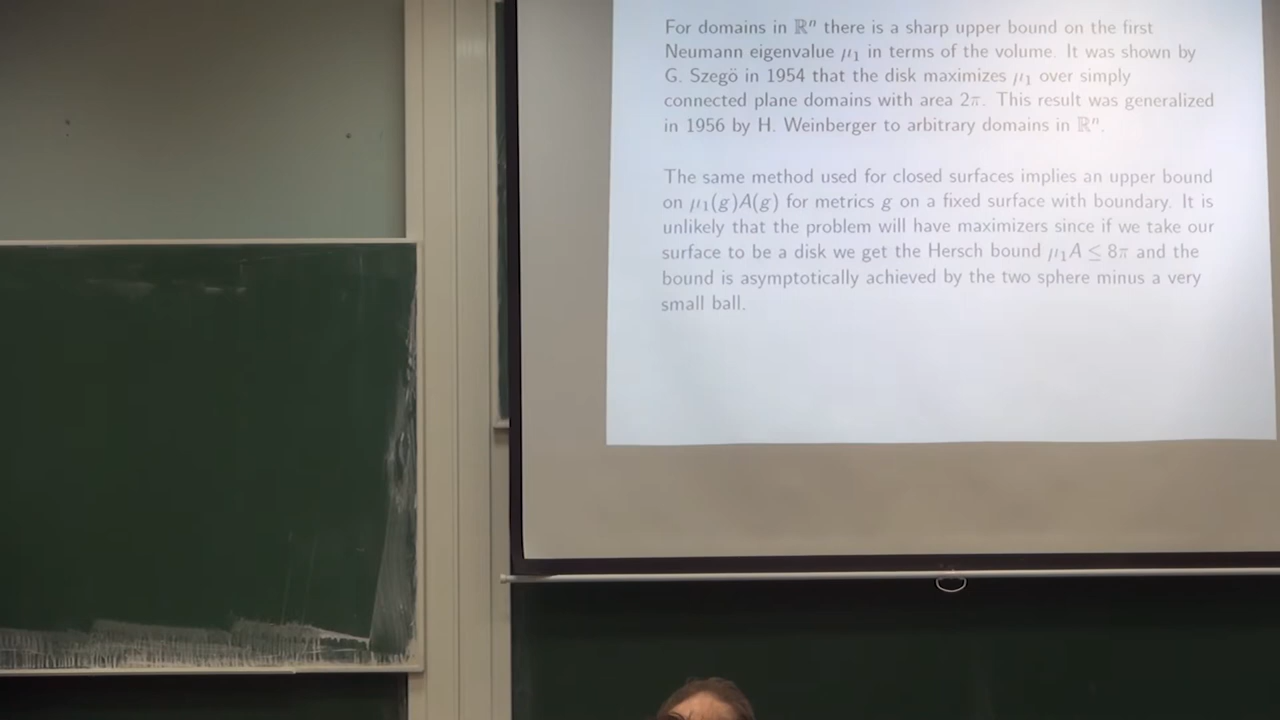 For domains in ℝⁿ there is a sharp upper bound on the first
Neumann eigenvalue μ₁ in terms of the volume. It was shown by
G. Szegö in 1954 that the disk maximizes μ₁ over simply
connected plane domains with area 2π. This result was generalized
in 1956 by H. Weinberger to arbitrary domains in ℝⁿ.
The same method used for closed surfaces implies an upper bound
on μ₁(g)A(g) for metrics g on a fixed surface with boundary. It is
unlikely that the problem will have maximizers since if we take our
surface to be a disk we get the Hersch bound μ₁A ≤ 8π and the
bound is asymptotically achieved by the two sphere minus a very
small ball.